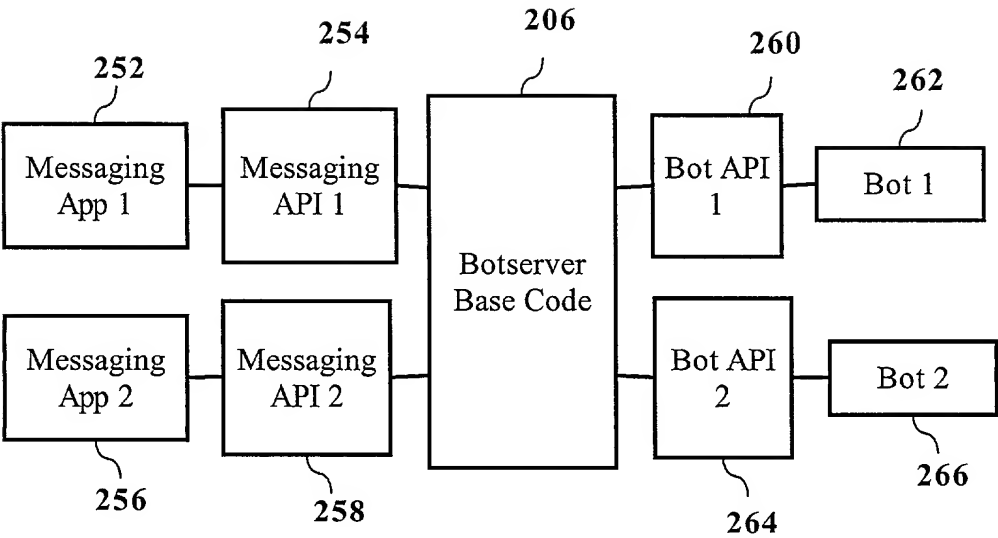 206
254
260
252
262
Messaging
App 1
Messaging
API 1
Bot API
1
Bot 1
Botserver
Base Code
Messaging
App 2
Messaging
API 2
Bot API
2
Bot 2
256
258
264
266